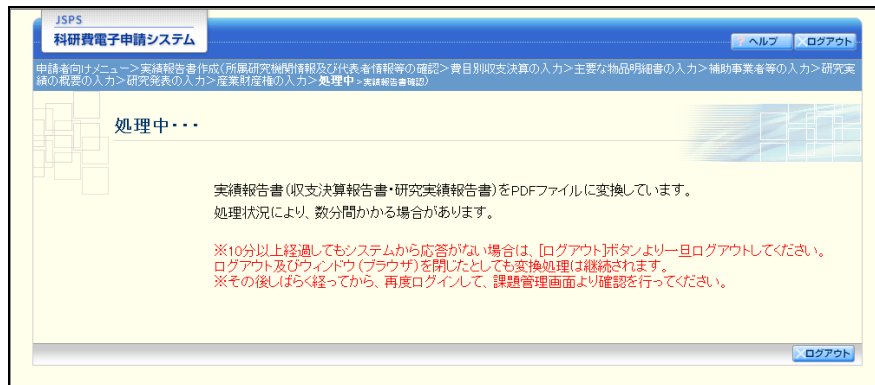 JSPS
科研費電子申請システム
ヘルプ
ログアウト
申請者向けメニュー＞実績報告書作成(所属研究機関情報及び代表者情報等の確認＞費目別収支決算の入力＞主要な物品明細書の入力＞補助事業者等の入力＞研究実
績の概要の入力＞研究発表の入力＞産業財産権の入力＞処理中＞実績報告書確認)
処理中・・・
実績報告書(収支決算報告書・研究実績報告書)をPDFファイルに変換しています。
処理状況により、数分間かかる場合があります。
※10分以上経過してもシステムから応答がない場合は、[ログアウト]ボタンより一旦ログアウトしてください。
ログアウト及びウィンドウ(ブラウザ)を閉じたとしても変換処理は継続されます。
※その後しばらく経ってから、再度ログインして、課題管理画面より確認を行ってください。
ログアウト